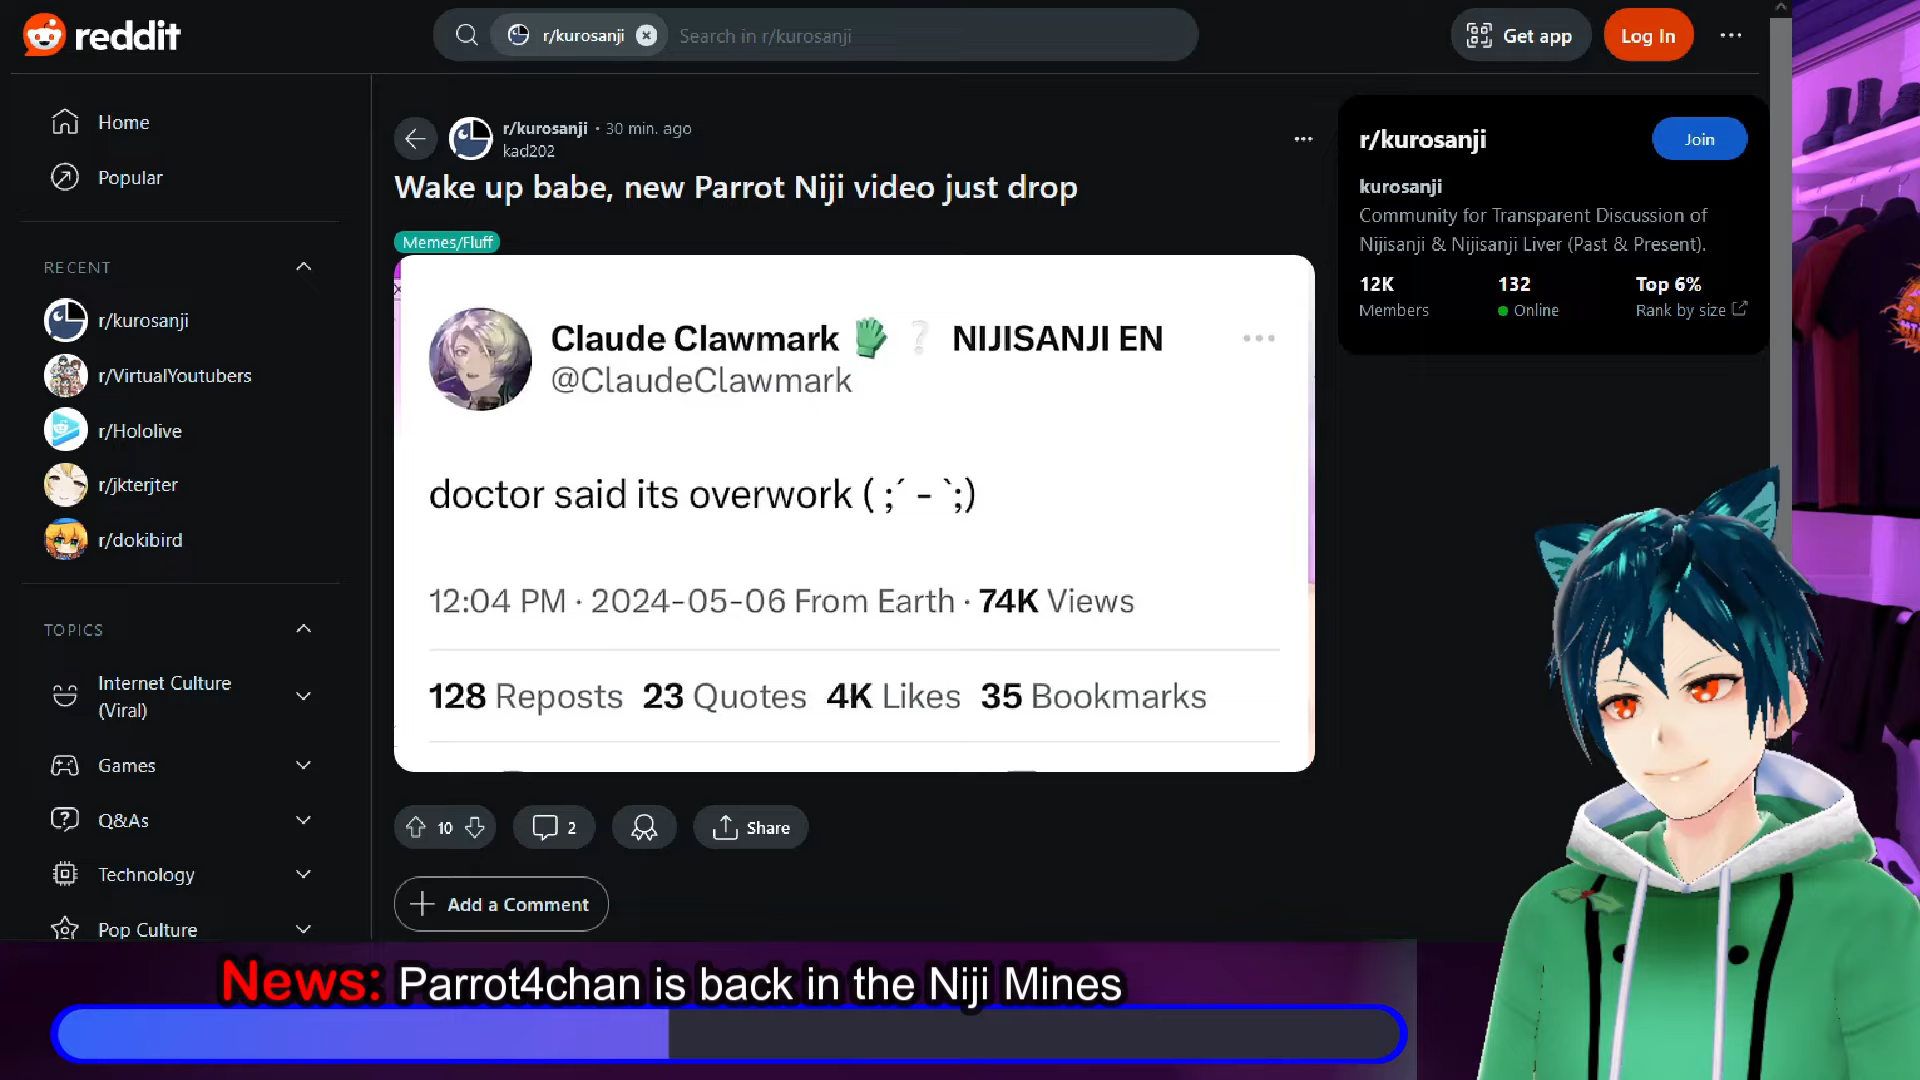 reddit
r/kurosanji
Search in r/kurosanji
Get app
Log In
Home
Popular
RECENT
r/kurosanji
r/VirtualYoutubers
r/Hololive
r/jkterjter
r/dokibird
TOPICS
Internet Culture
(Viral)
Games
Q&As
Technology
Pop Culture
r/kurosanji · 30 min. ago
kad202
Wake up babe, new Parrot Niji video just drop
Memes/Fluff
Claude Clawmark 🧤 ❔ NIJISANJI EN
@ClaudeClawmark
doctor said its overwork ( ;´ - `;)
12:04 PM · 2024-05-06 From Earth · 74K Views
128 Reposts 23 Quotes 4K Likes 35 Bookmarks
10
2
Share
Add a Comment
r/kurosanji
Join
kurosanji
Community for Transparent Discussion of
Nijisanji & Nijisanji Liver (Past & Present).
12K 132 Top 6%
Members Online Rank by size
News: Parrot4chan is back in the Niji Mines